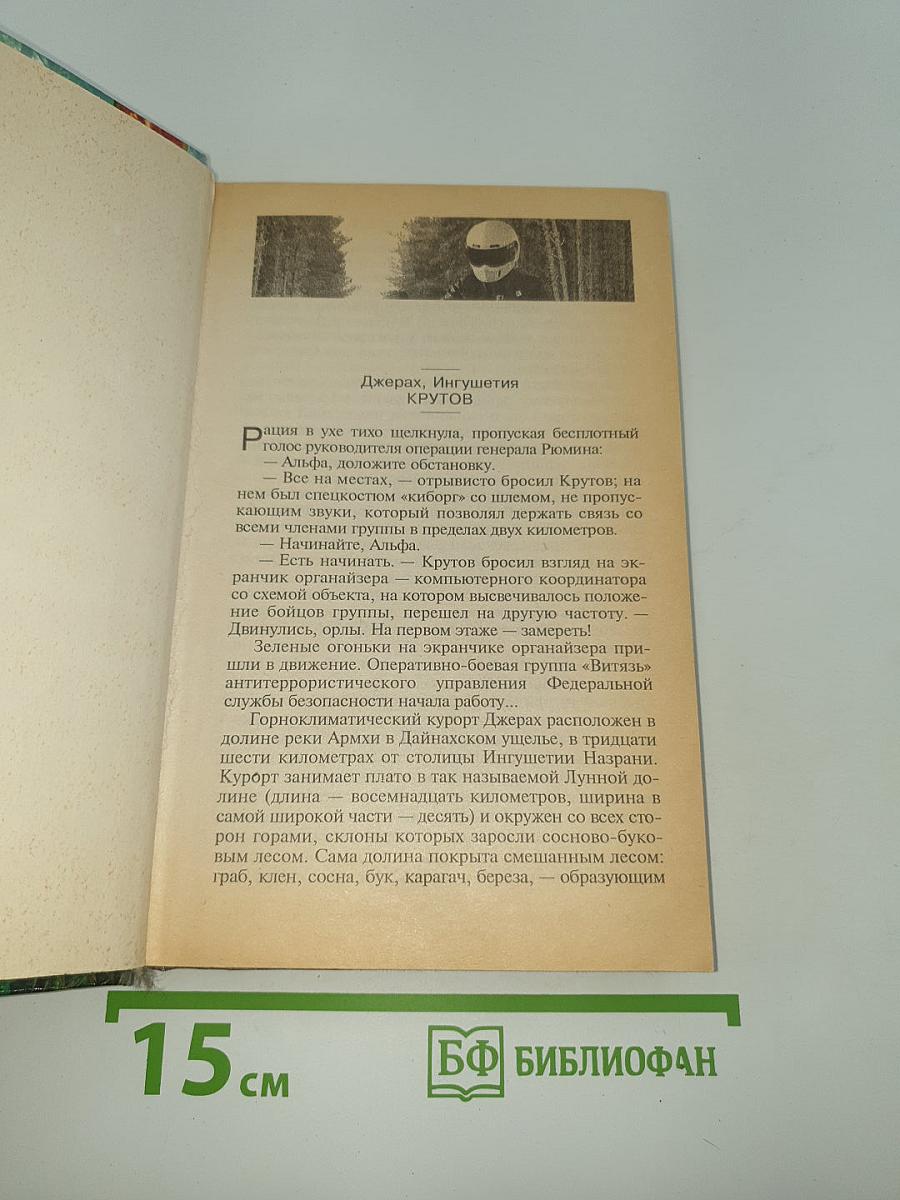 Джерах, Ингушетия
КРУТОВ
Рация в ухе тихо щелкнула, пропуская бесплотный
голос руководителя операции генерала Рюмина:
— Альфа, доложите обстановку.
— Все на местах, — отрывисто бросил Крутов; на
нем был спецкостюм «киборг» со шлемом, не пропус-
кающим звуки, который позволял держать связь со
всеми членами группы в пределах двух километров.
— Начинайте, Альфа.
— Есть начинать. — Крутов бросил взгляд на эк-
ранчик органайзера — компьютерного координатора
со схемой объекта, на котором высвечивалось положе-
ние бойцов группы, перешел на другую частоту. —
Двинулись, орлы. На первом этаже — замереть!
Зеленые огоньки на экранчике органайзера при-
шли в движение. Оперативно-боевая группа «Витязь»
антитеррористического управления Федеральной
службы безопасности начала работу...
Горноклиматический курорт Джерах расположен в
долине реки Армхи в Дайнахском ущелье, в тридцати
шести километрах от столицы Ингушетии Назрани.
Курорт занимает плато в так называемой Лунной до-
лине (длина — восемнадцать километров, ширина в
самой широкой части — десять) и окружен со всех сто-
рон горами, склоны которых заросли сосново-буко-
вым лесом. Сама долина покрыта смешанным лесом:
граб, клен, сосна, бук, карагач, береза, — образующим
15 см
БФ БИБЛИОФАН